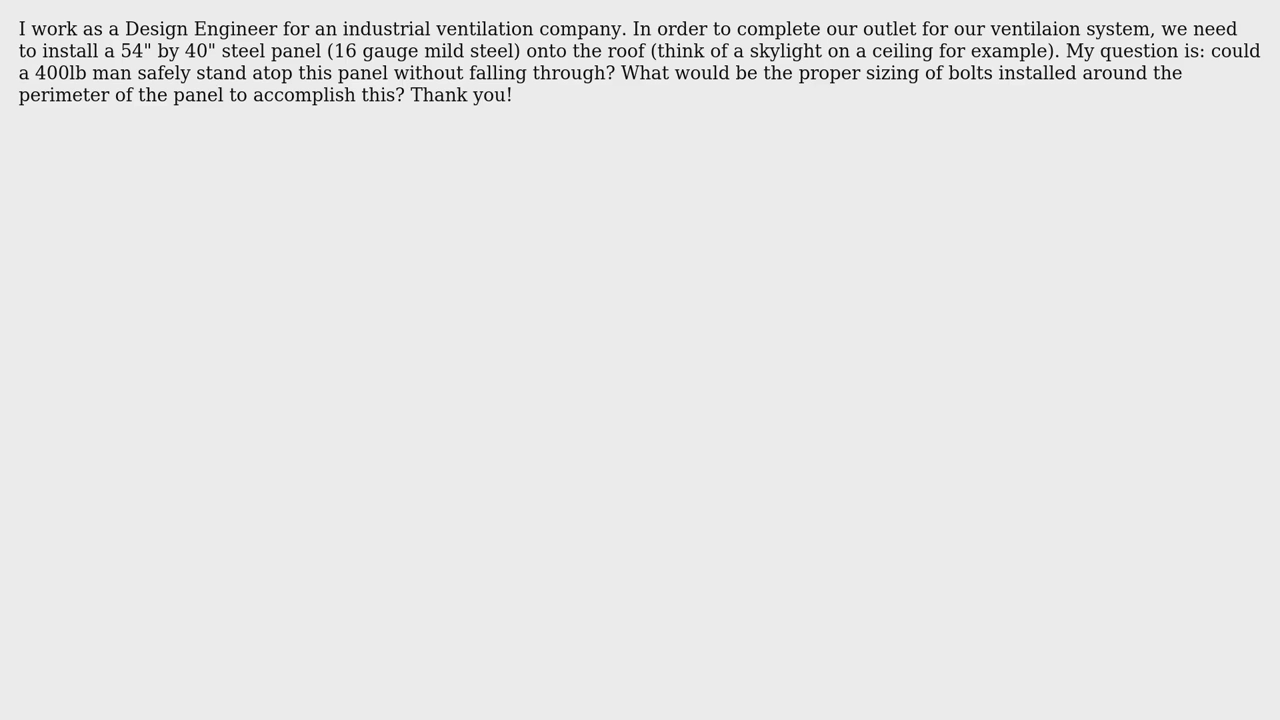 I work as a Design Engineer for an industrial ventilation company. In order to complete our outlet for our ventilaion system, we need
to install a 54" by 40" steel panel (16 gauge mild steel) onto the roof (think of a skylight on a ceiling for example). My question is: could
a 400lb man safely stand atop this panel without falling through? What would be the proper sizing of bolts installed around the
perimeter of the panel to accomplish this? Thank you!